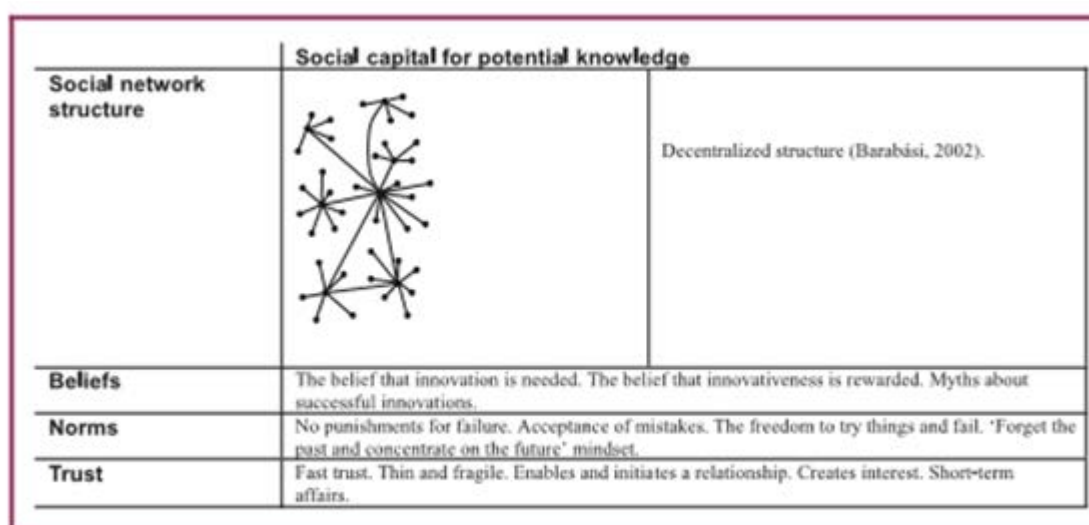 Social capital for potential knowledge
Social network
structure
Decentralized structure (Barabási, 2002).
Beliefs
The belief that innovation is needed. The belief that innovativeness is rewarded. Myths about
successful innovations.
Norms
No punishments for failure. Acceptance of mistakes. The freedom to try things and fail. ‘Forget the
past and concentrate on the future’ mindset.
Trust
Fast trust. Thin and fragile. Enables and initiates a relationship. Creates interest. Short-term
affairs.